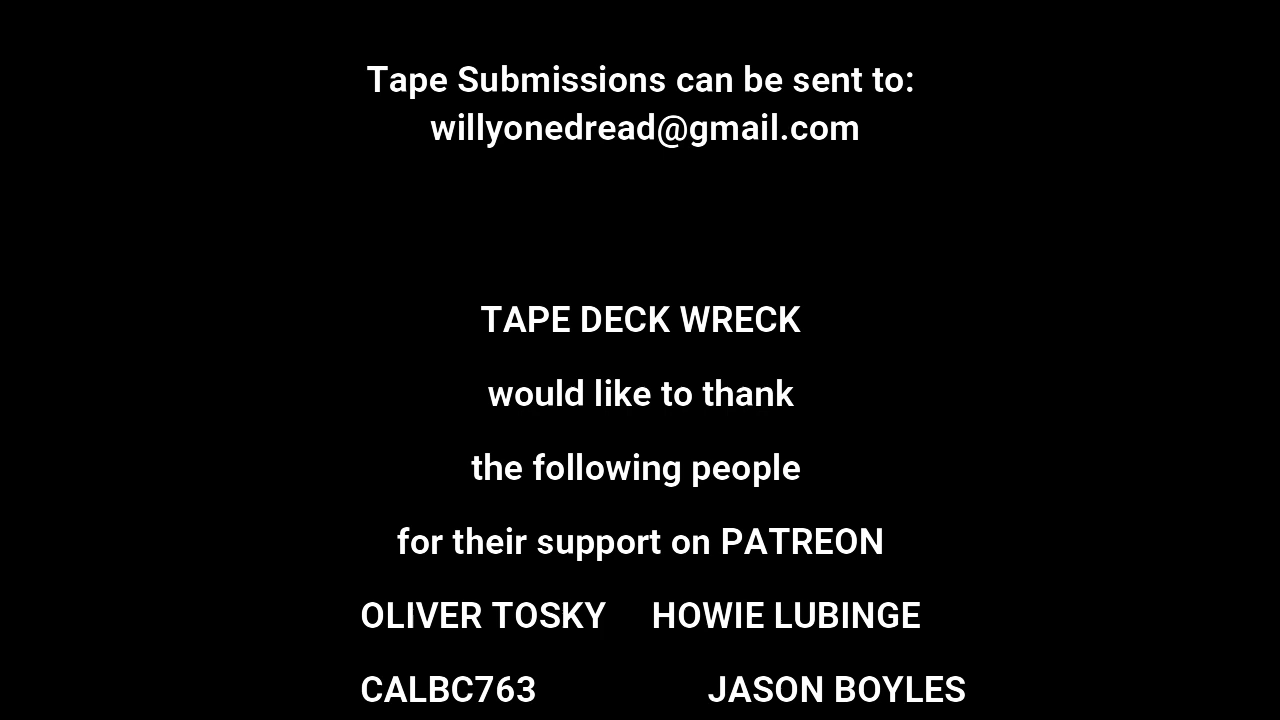 Tape Submissions can be sent to:
willyonedread@gmail.com
TAPE DECK WRECK
would like to thank
the following people
for their support on PATREON
OLIVER TOSKY HOWIE LUBINGE
CALBC763 JASON BOYLES